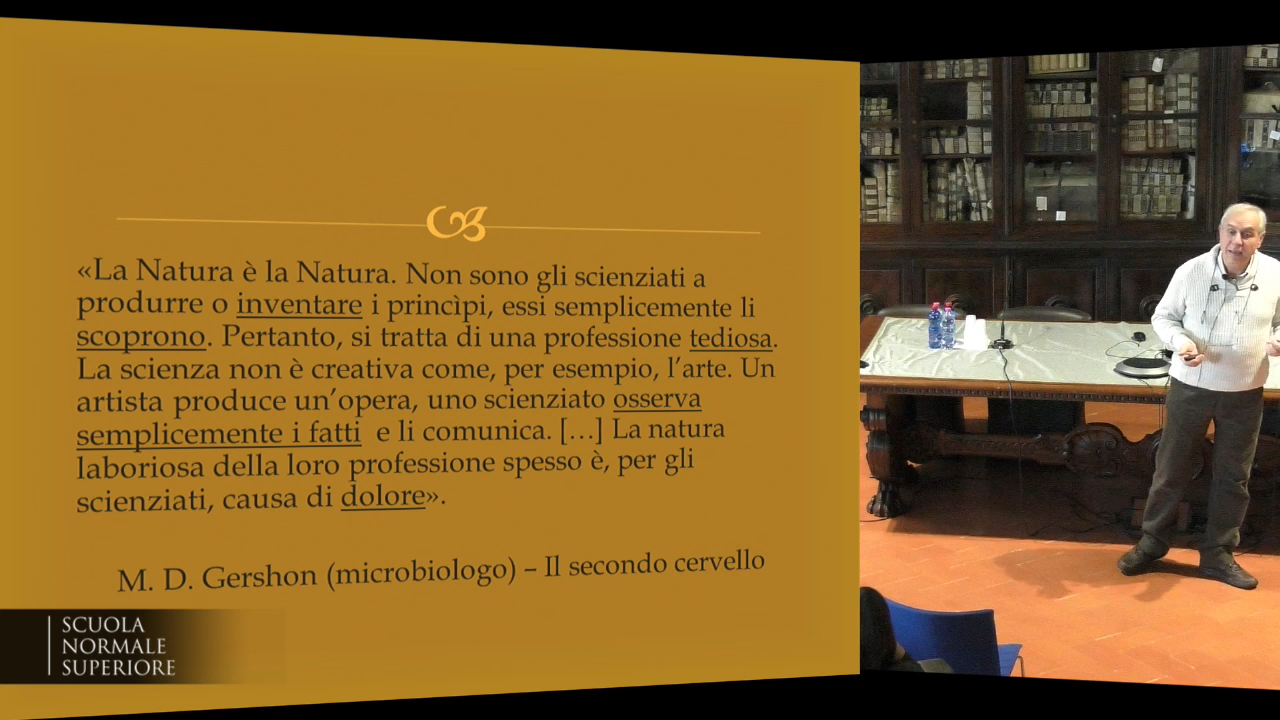 «La Natura è la Natura. Non sono gli scienziati a
produrre o inventare i princìpi, essi semplicemente li
scoprono. Pertanto, si tratta di una professione tediosa.
La scienza non è creativa come, per esempio, l’arte. Un
artista produce un’opera, uno scienziato osserva
semplicemente i fatti e li comunica. […] La natura
laboriosa della loro professione spesso è, per gli
scienziati, causa di dolore».
M. D. Gershon (microbiologo) – Il secondo cervello
SCUOLA
NORMALE
SUPERIORE